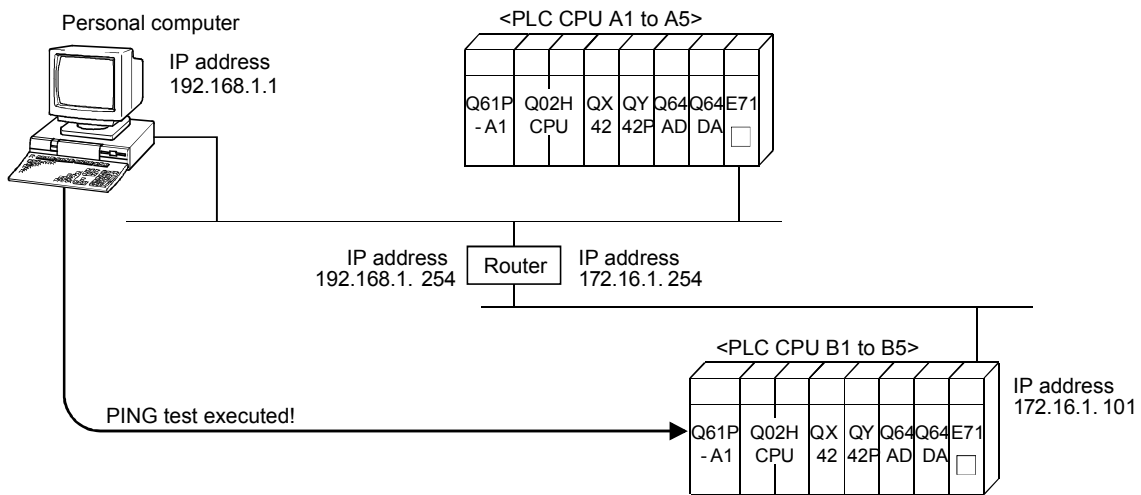 Personal computer
IP address
192.168.1.1
<PLC CPU A1 to A5>
Q61P
- A1
Q02H
CPU
QX
42
QY
42P
Q64
AD
Q64
DA
E71
IP address
192.168.1. 254
Router
IP address
172.16.1. 254
<PLC CPU B1 to B5>
IP address
172.16.1. 101
PING test executed!
Q61P
- A1
Q02H
CPU
QX
42
QY
42P
Q64
AD
Q64
DA
E71